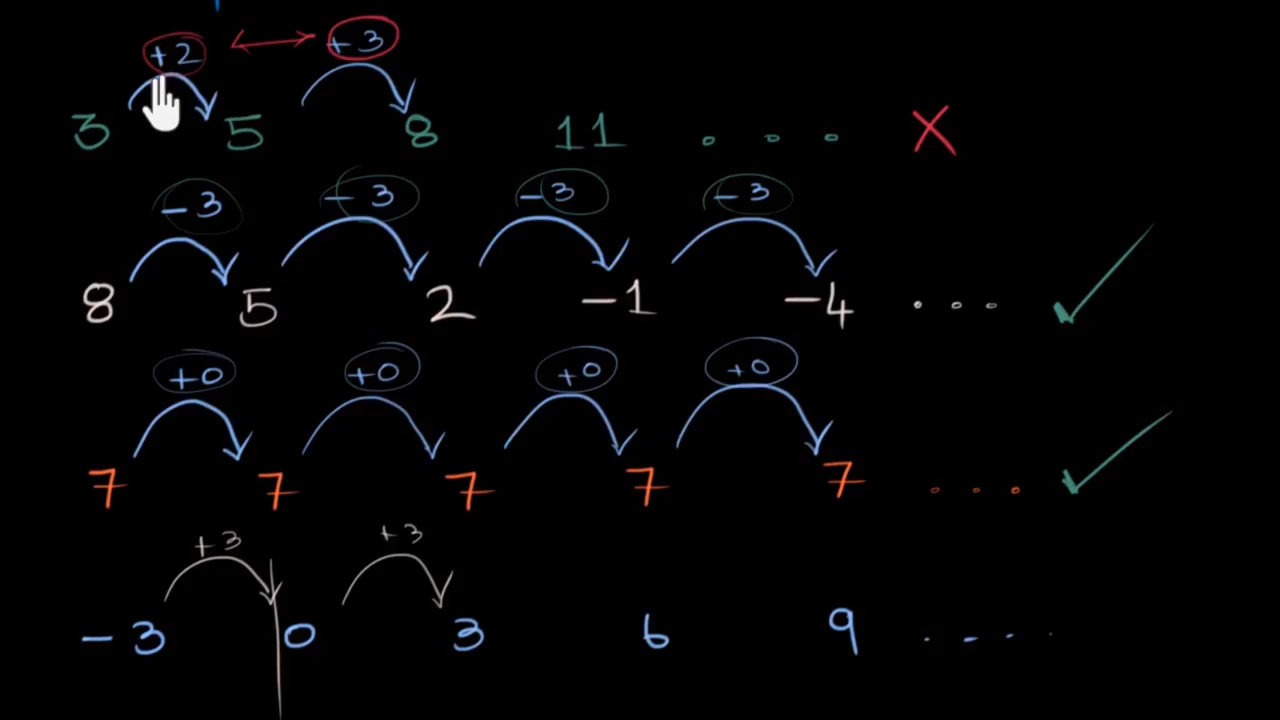 +2 +3
3 5 8 11 . . . X
-3 -3 -3 -3
8 5 2 -1 -4 . . . ✓
+0 +0 +0 +0
7 7 7 7 7 . . . ✓
+3 +3
-3 0 3 6 9 . . . .